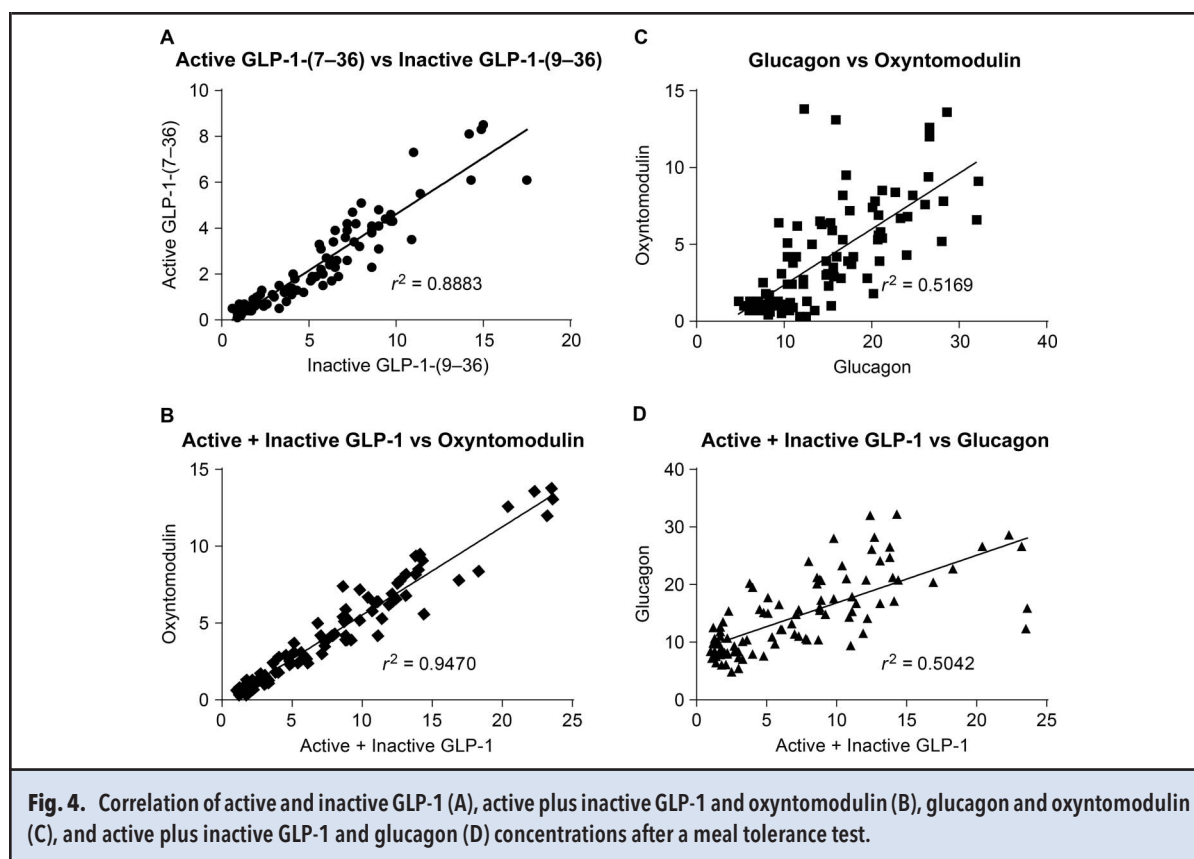 A
Active GLP-1-(7–36) vs Inactive GLP-1-(9–36)
Active GLP-1-(7–36)
10
8
6
4
2
0
r² = 0.8883
0 5 10 15 20
Inactive GLP-1-(9–36)
C
Glucagon vs Oxyntomodulin
Oxyntomodulin
15
10
5
0
r² = 0.5169
0 10 20 30 40
Glucagon
B
Active + Inactive GLP-1 vs Oxyntomodulin
Oxyntomodulin
15
10
5
0
r² = 0.9470
0 5 10 15 20 25
Active + Inactive GLP-1
D
Active + Inactive GLP-1 vs Glucagon
Glucagon
40
30
20
10
0
r² = 0.5042
0 5 10 15 20 25
Active + Inactive GLP-1
Fig. 4. Correlation of active and inactive GLP-1 (A), active plus inactive GLP-1 and oxyntomodulin (B), glucagon and oxyntomodulin
(C), and active plus inactive GLP-1 and glucagon (D) concentrations after a meal tolerance test.